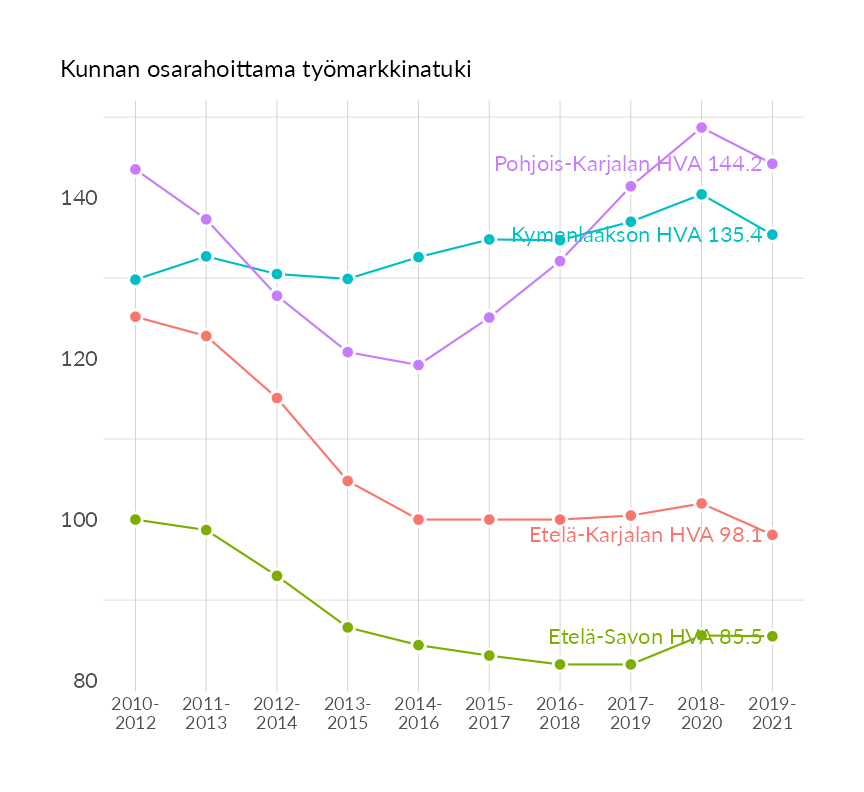 Kunnan osarahoittama työmarkkinatuki
Pohjois-Karjalan HVA 144.2
140
Kymenlaakson HVA 135.4
120
100
Etelä-Karjalan HVA 98.1
Etelä-Savon HVA 85.5
80
2010- 2011- 2012- 2013- 2014- 2015- 2016- 2017- 2018- 2019-
2012 2013 2014 2015 2016 2017 2018 2019 2020 2021